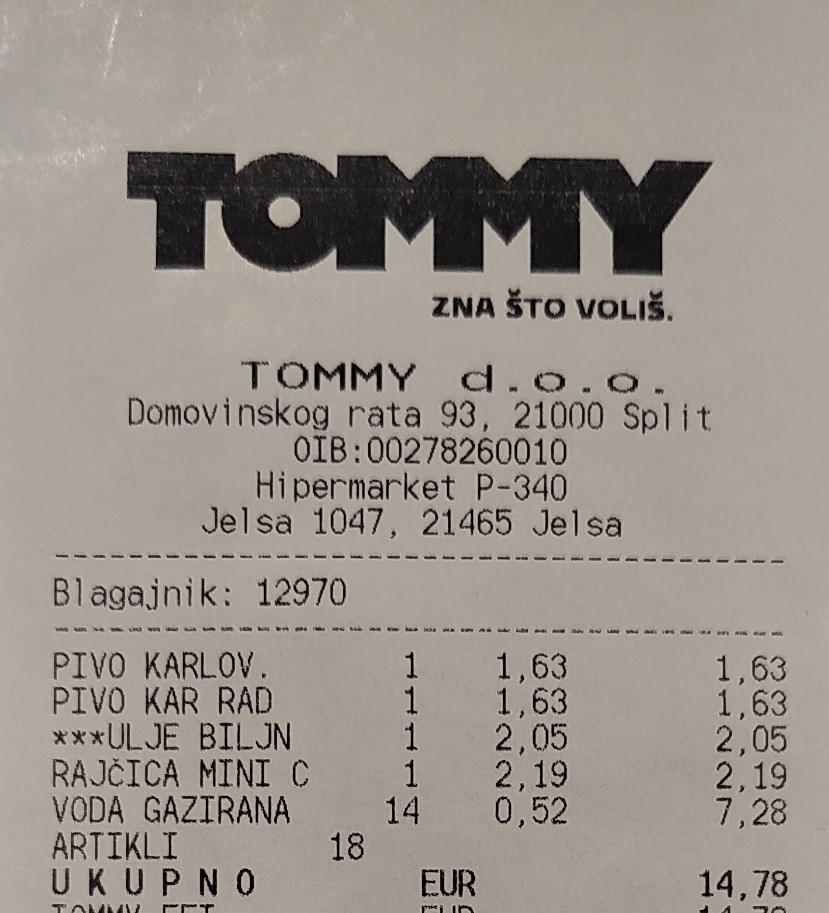 TOMMY
ZNA ŠTO VOLIŠ.
TOMMY d.o.o.
Domovinskog rata 93, 21000 Split
OIB:00278260010
Hipermarket P-340
Jelsa 1047, 21465 Jelsa
Blagajnik: 12970
PIVO KARLOV. 1 1,63 1,63
PIVO KAR RAD 1 1,63 1,63
***ULJE BILJN 1 2,05 2,05
RAJČICA MINI C 1 2,19 2,19
VODA GAZIRANA 14 0,52 7,28
ARTIKLI 18
U K U P N O EUR 14,78
TOMMY EUR